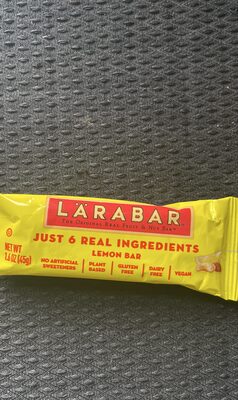 LÄRABAR
THE ORIGINAL REAL FRUIT & NUT BAR
JUST 6 REAL INGREDIENTS
LEMON BAR
NET WT
1.6 OZ (45g)
NO ARTIFICIAL
SWEETENERS
PLANT
BASED
GLUTEN
FREE
DAIRY
FREE
VEGAN